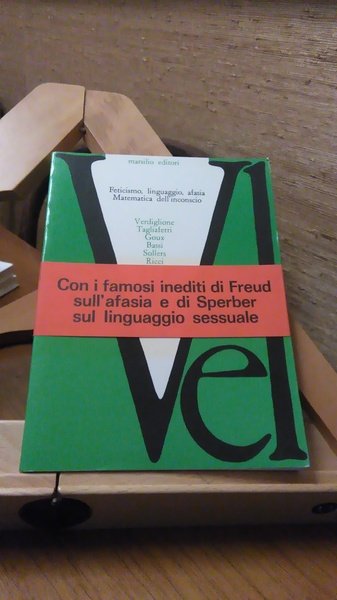 marsilio editori
Feticismo, linguaggio, afasia
Matematica dell'inconscio
Verdiglione
Tagliaferri
Goux
Bassi
Sollers
Ricci
Con i famosi inediti di Freud
sull'afasia e di Sperber
sul linguaggio sessuale
Vel